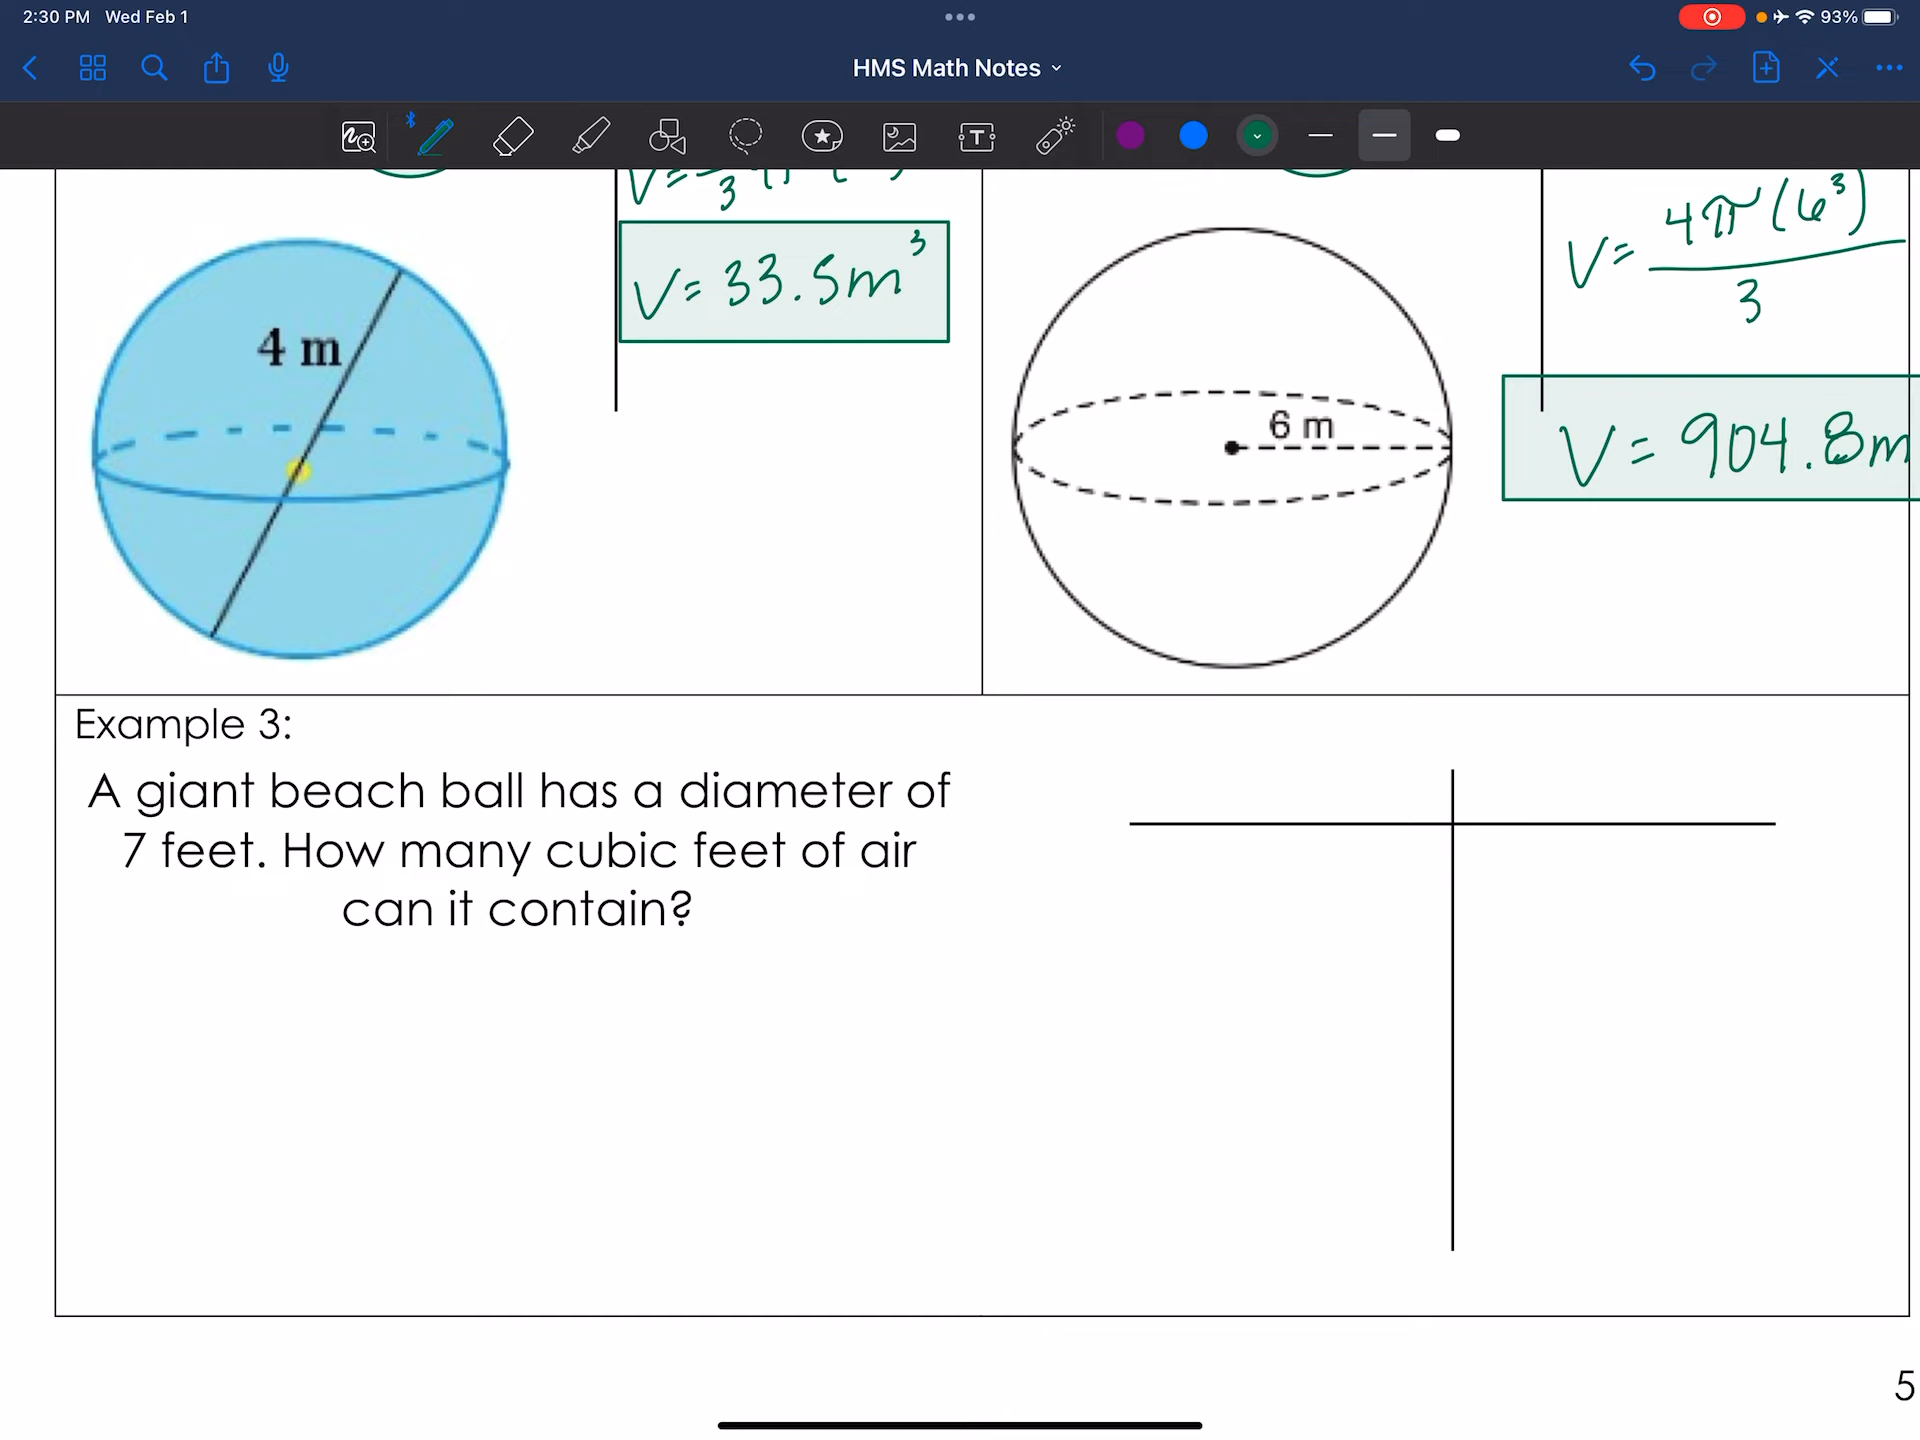 2:30 PM Wed Feb 1
93%
HMS Math Notes
T
V = 33.5m³
4 m
V = 4π(6³)
3
6 m
V = 904.8m
Example 3:
A giant beach ball has a diameter of
7 feet. How many cubic feet of air
can it contain?
5